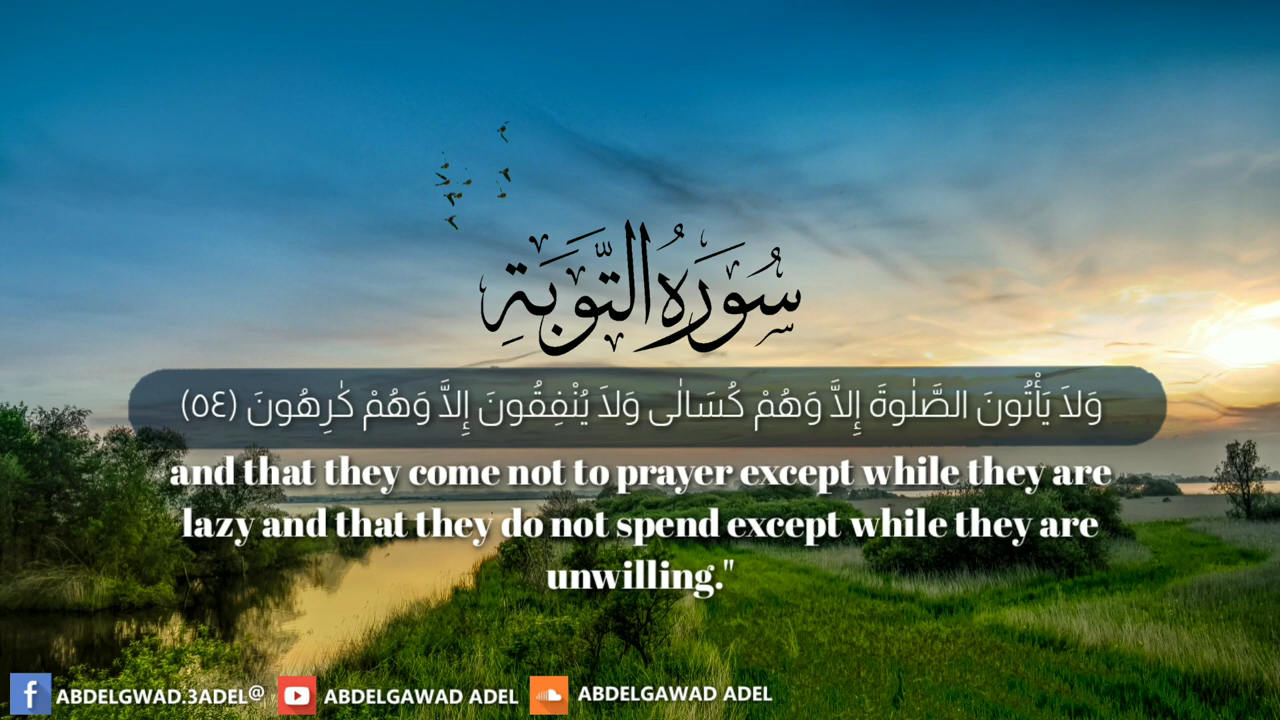 سُورَةُ التَّوْبَةِ
وَلاَ يَأْتُونَ الصَّلٰوةَ إِلاَّ وَهُمْ كُسَالٰى وَلاَ يُنْفِقُونَ إِلاَّ وَهُمْ كٰرِهُونَ (٥٤)
and that they come not to prayer except while they are
lazy and that they do not spend except while they are
unwilling."
ABDELGWAD.3ADEL@ ABDELGAWAD ADEL ABDELGAWAD ADEL